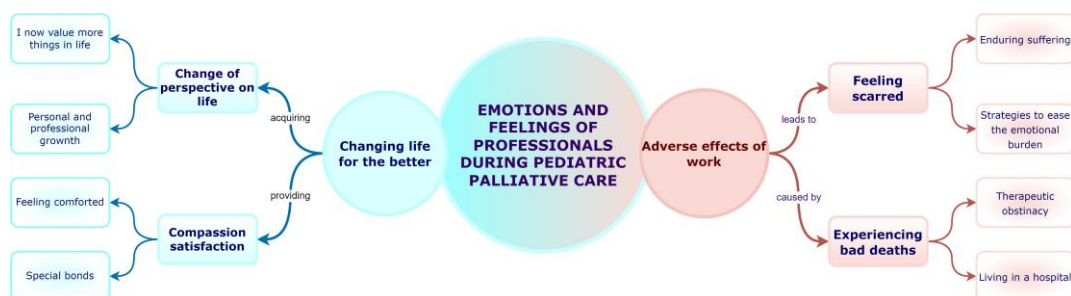 I now value more
things in life
Personal and
professional
grownth
Feeling comforted
Special bonds
Change of
perspective on
life
Compassion
satisfaction
acquiring
providing
Changing life
for the better
EMOTIONS AND
FEELINGS OF
PROFESSIONALS
DURING PEDIATRIC
PALLIATIVE CARE
Adverse effects of
work
leads to
caused by
Feeling
scarred
Experiencing
bad deaths
Enduring suffering
Strategies to ease
the emotional
burden
Therapeutic
obstinacy
Living in a hospital